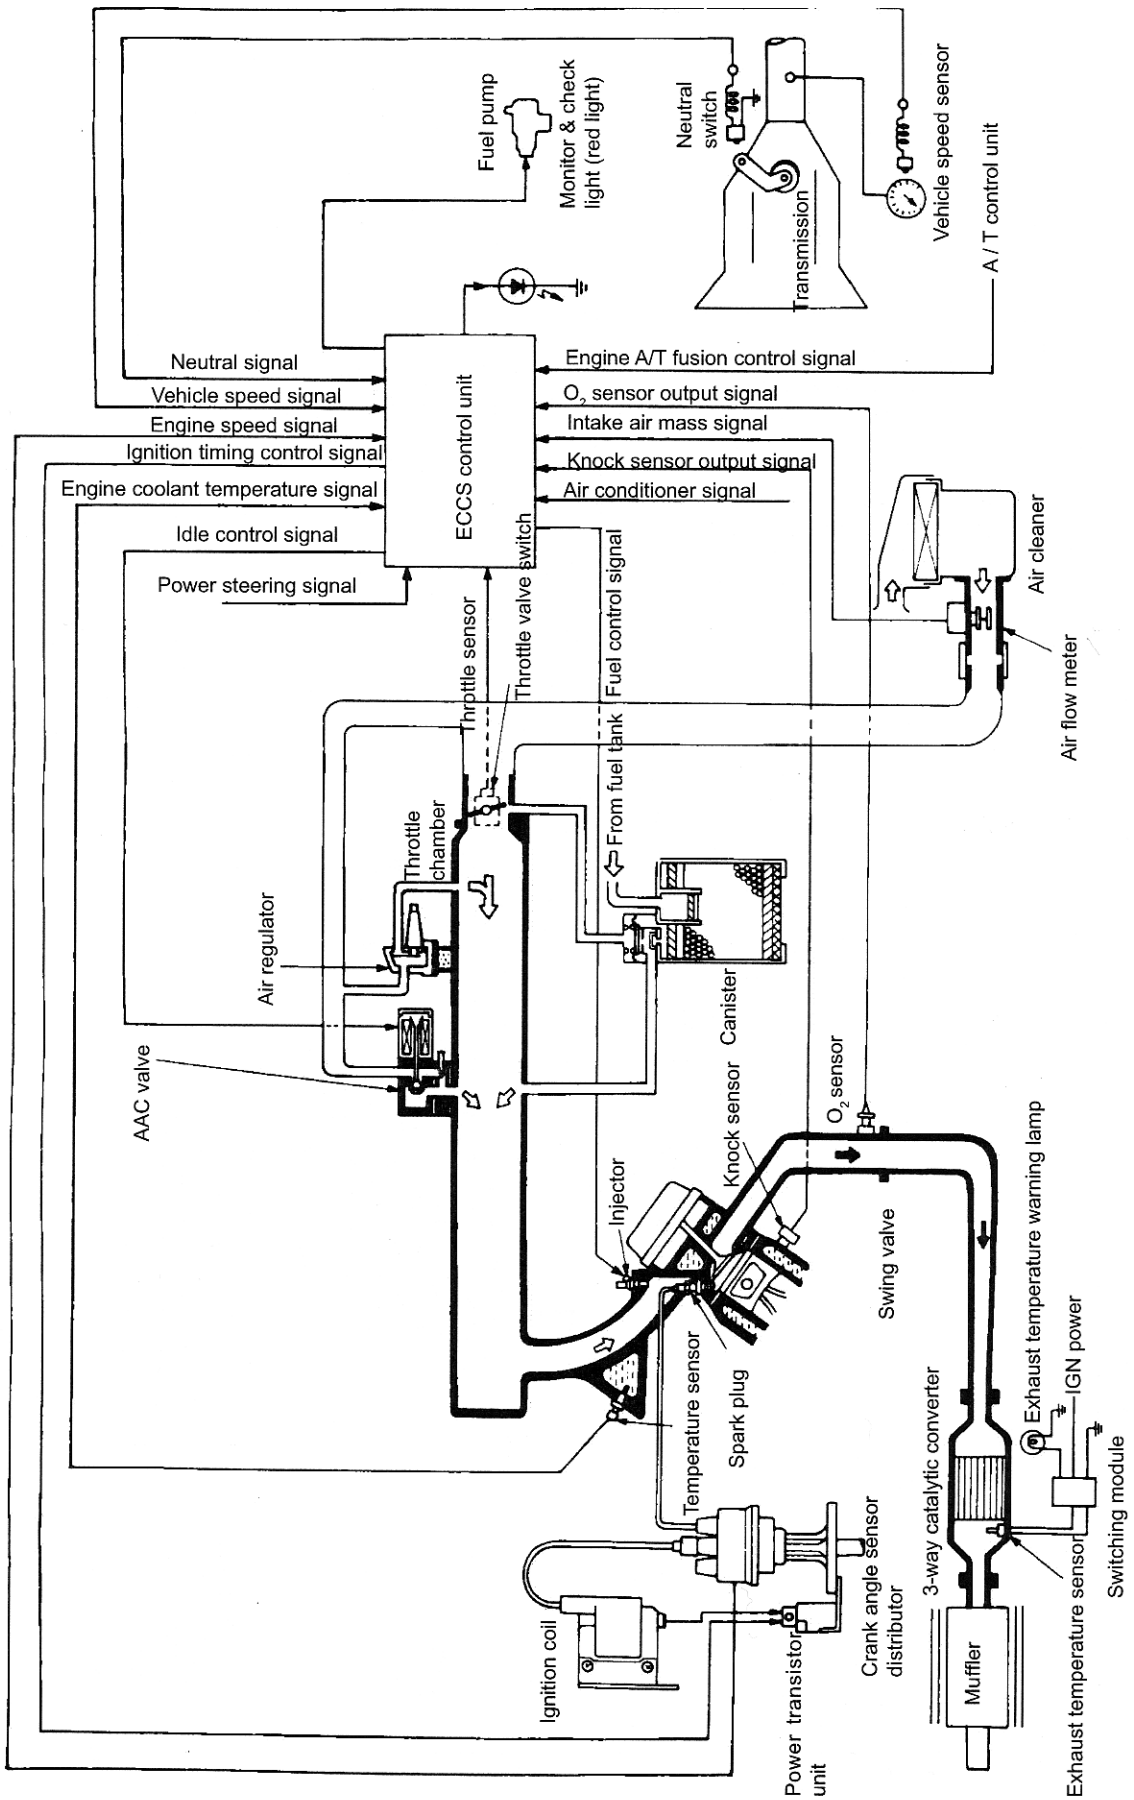 Fuel pump
Monitor & check
light (red light)
Neutral
switch
Vehicle speed sensor
A / T control unit
Transmission
Neutral signal
Vehicle speed signal
Engine speed signal
Ignition timing control signal
Engine coolant temperature signal
Idle control signal
Power steering signal
ECCS control unit
Engine A/T fusion control signal
O2 sensor output signal
Intake air mass signal
Knock sensor output signal
Air conditioner signal
Throttle sensor
Throttle valve switch
Fuel control signal
From fuel tank
Air cleaner
Air flow meter
Throttle
chamber
Air regulator
AAC valve
Canister
Knock sensor
O2 sensor
Injector
Swing valve
Exhaust temperature warning lamp
IGN power
Temperature sensor
Spark plug
3-way catalytic converter
Switching module
Exhaust temperature sensor
Crank angle sensor
distributor
Ignition coil
Power transistor
unit
Muffler